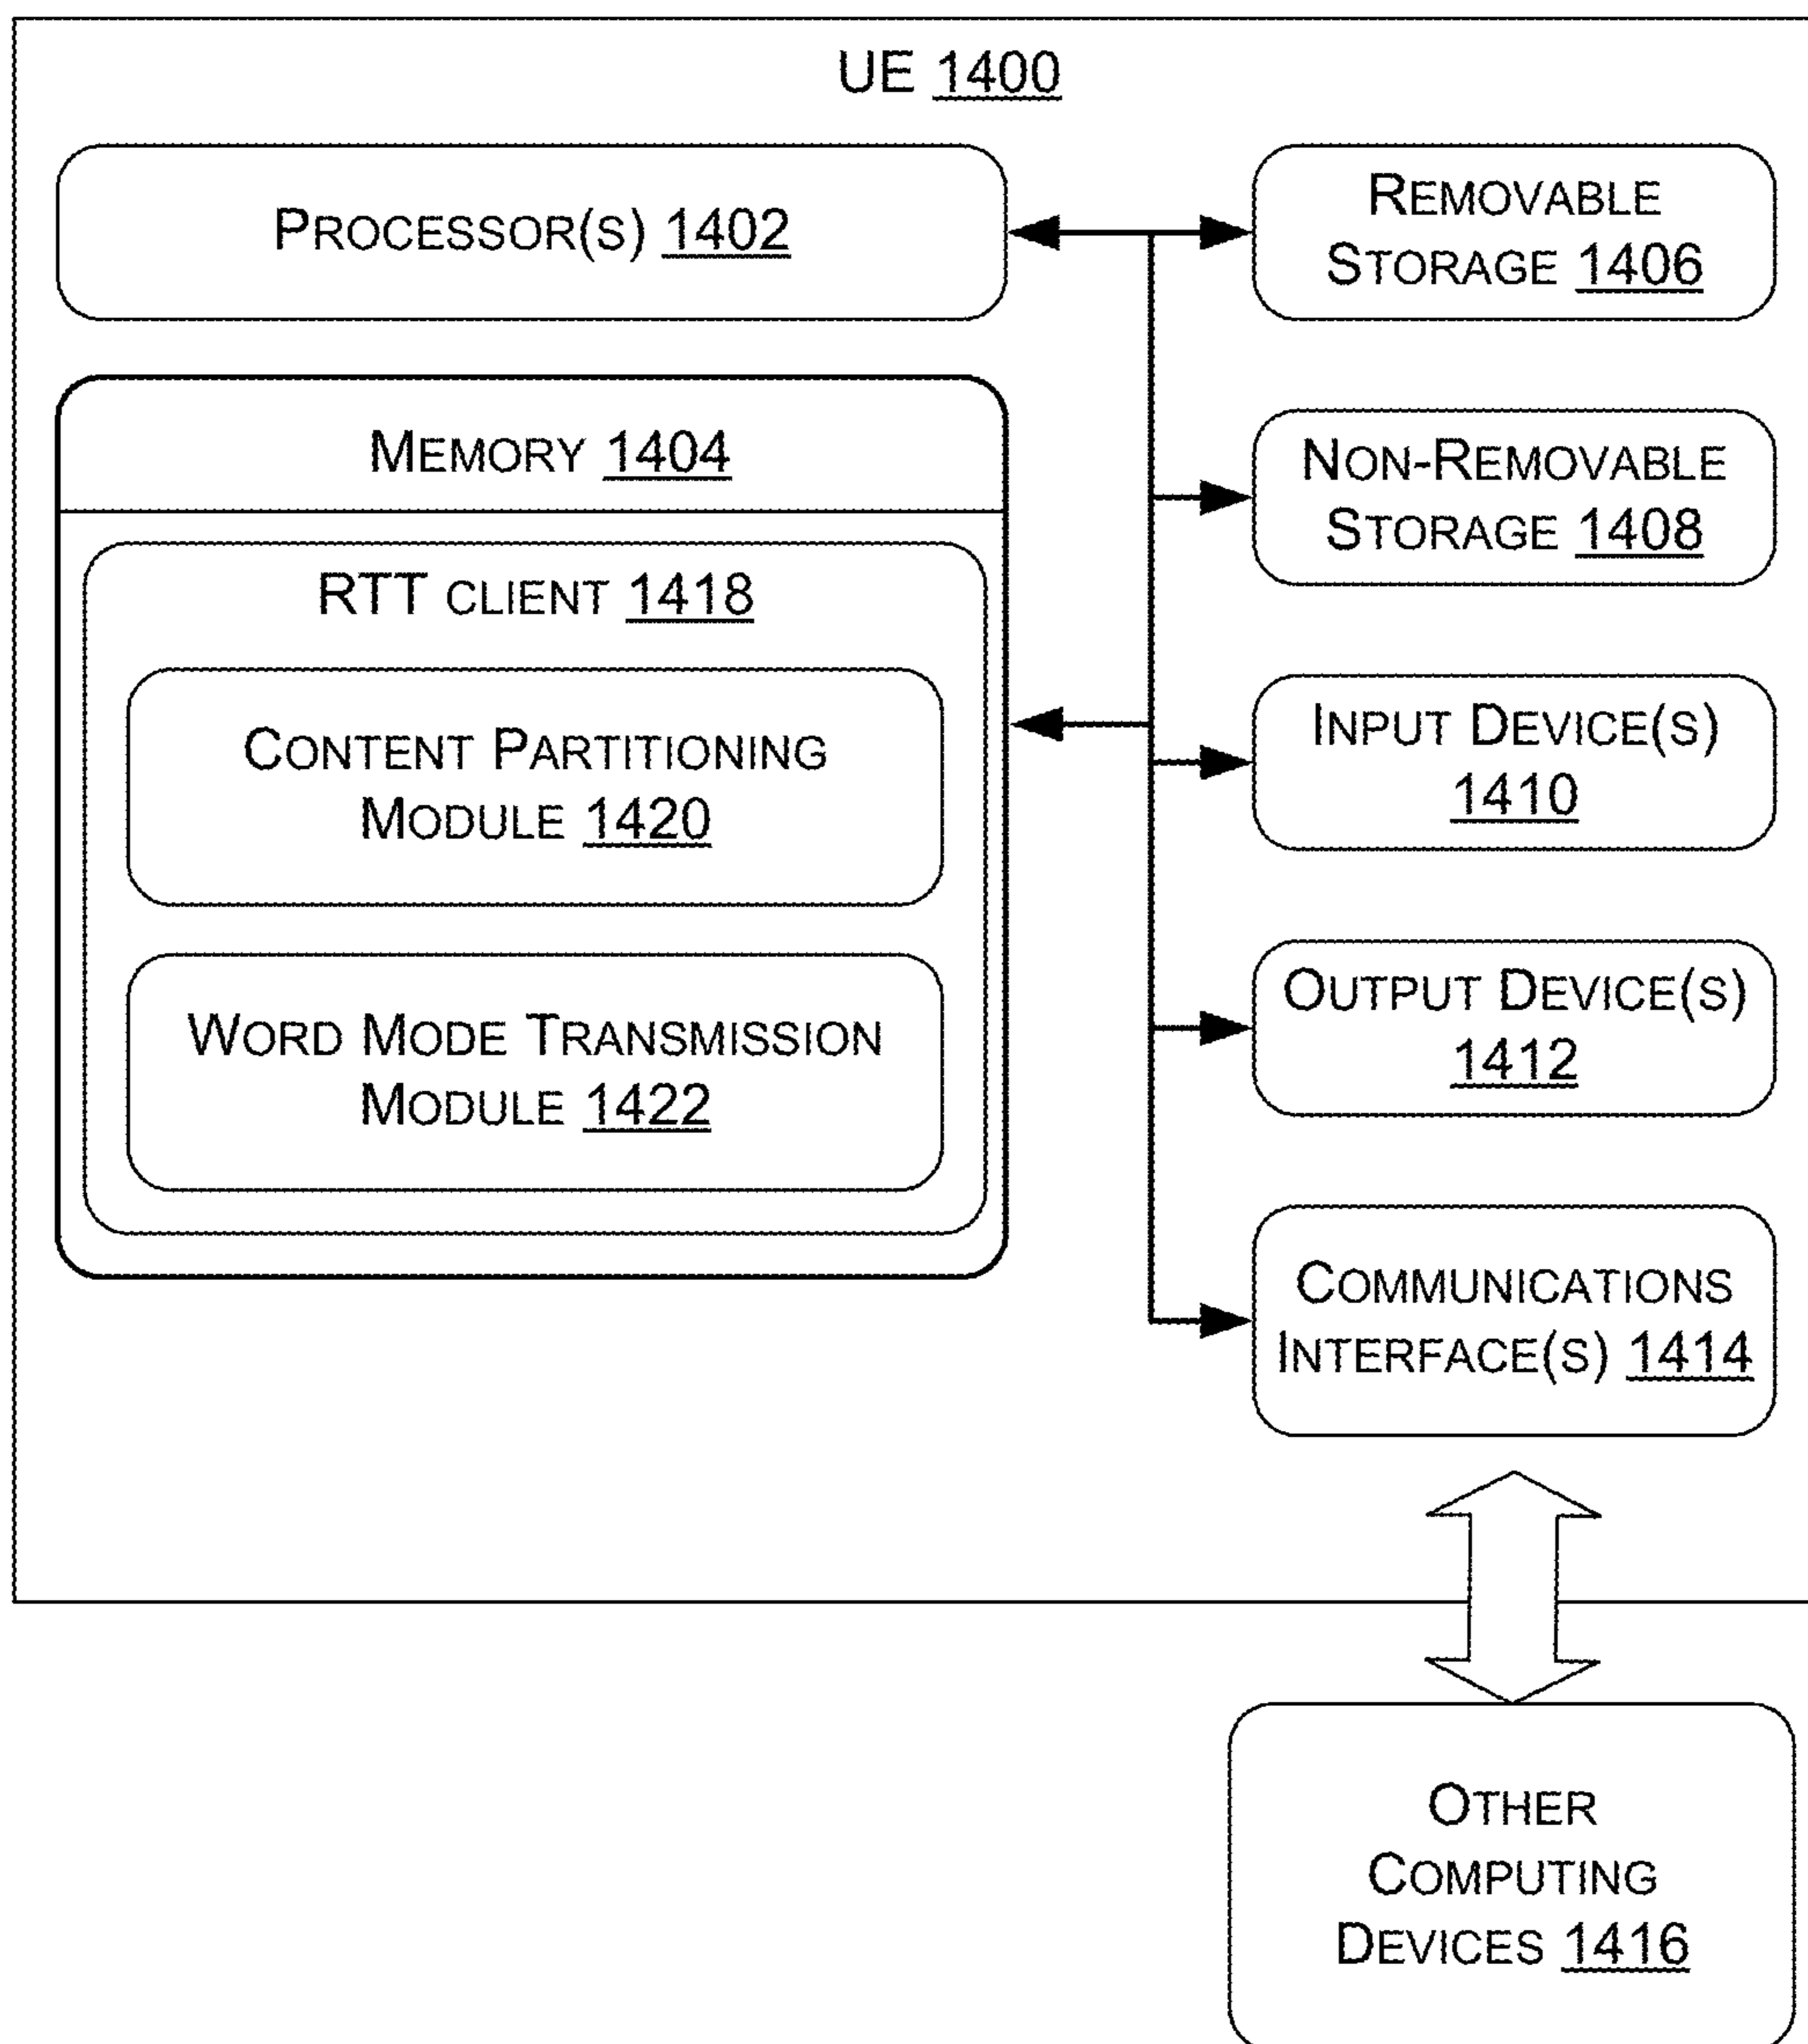 UE 1400
PROCESSOR(S) 1402
MEMORY 1404
RTT CLIENT 1418
CONTENT PARTITIONING
MODULE 1420
WORD MODE TRANSMISSION
MODULE 1422
REMOVABLE
STORAGE 1406
NON-REMOVABLE
STORAGE 1408
INPUT DEVICE(S)
1410
OUTPUT DEVICE(S)
1412
COMMUNICATIONS
INTERFACE(S) 1414
OTHER
COMPUTING
DEVICES 1416